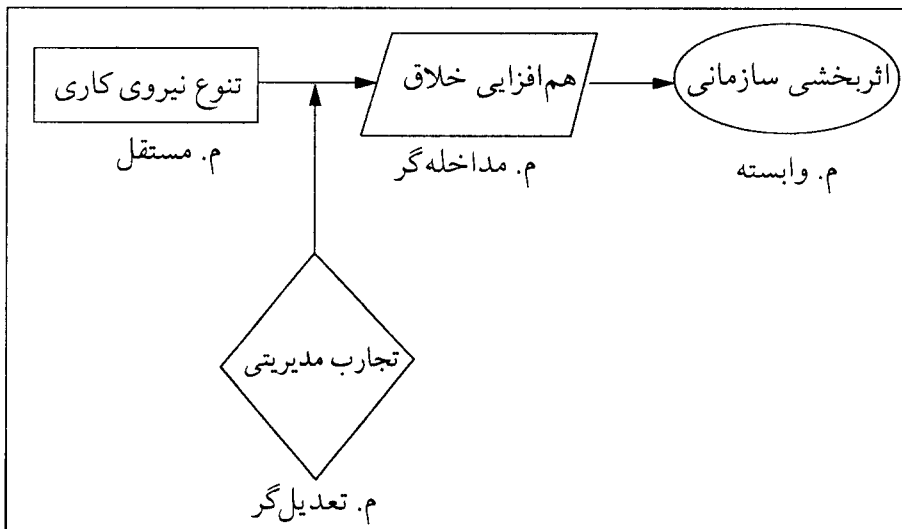 تنوع نیروی کاری
م. مستقل
هم‌افزایی خلاق
م. مداخله‌گر
اثربخشی سازمانی
م. وابسته
تجارب مدیریتی
م. تعدیل‌گر